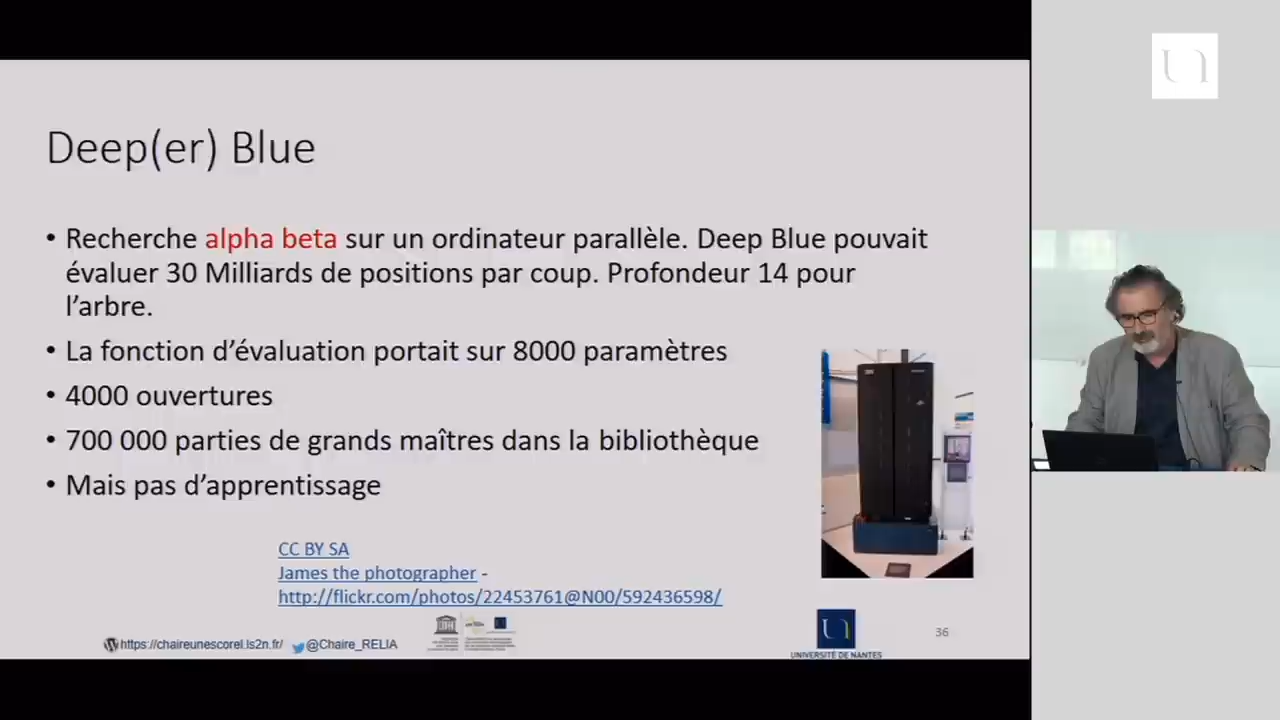 Deep(er) Blue
• Recherche alpha beta sur un ordinateur parallèle. Deep Blue pouvait
évaluer 30 Milliards de positions par coup. Profondeur 14 pour
l’arbre.
• La fonction d’évaluation portait sur 8000 paramètres
• 4000 ouvertures
• 700 000 parties de grands maîtres dans la bibliothèque
• Mais pas d’apprentissage
CC BY SA
James the photographer -
http://flickr.com/photos/22453761@N00/592436598/
https://chaireunescorel.ls2n.fr/
@Chaire_RELIA
UNIVERSITÉ DE NANTES
36